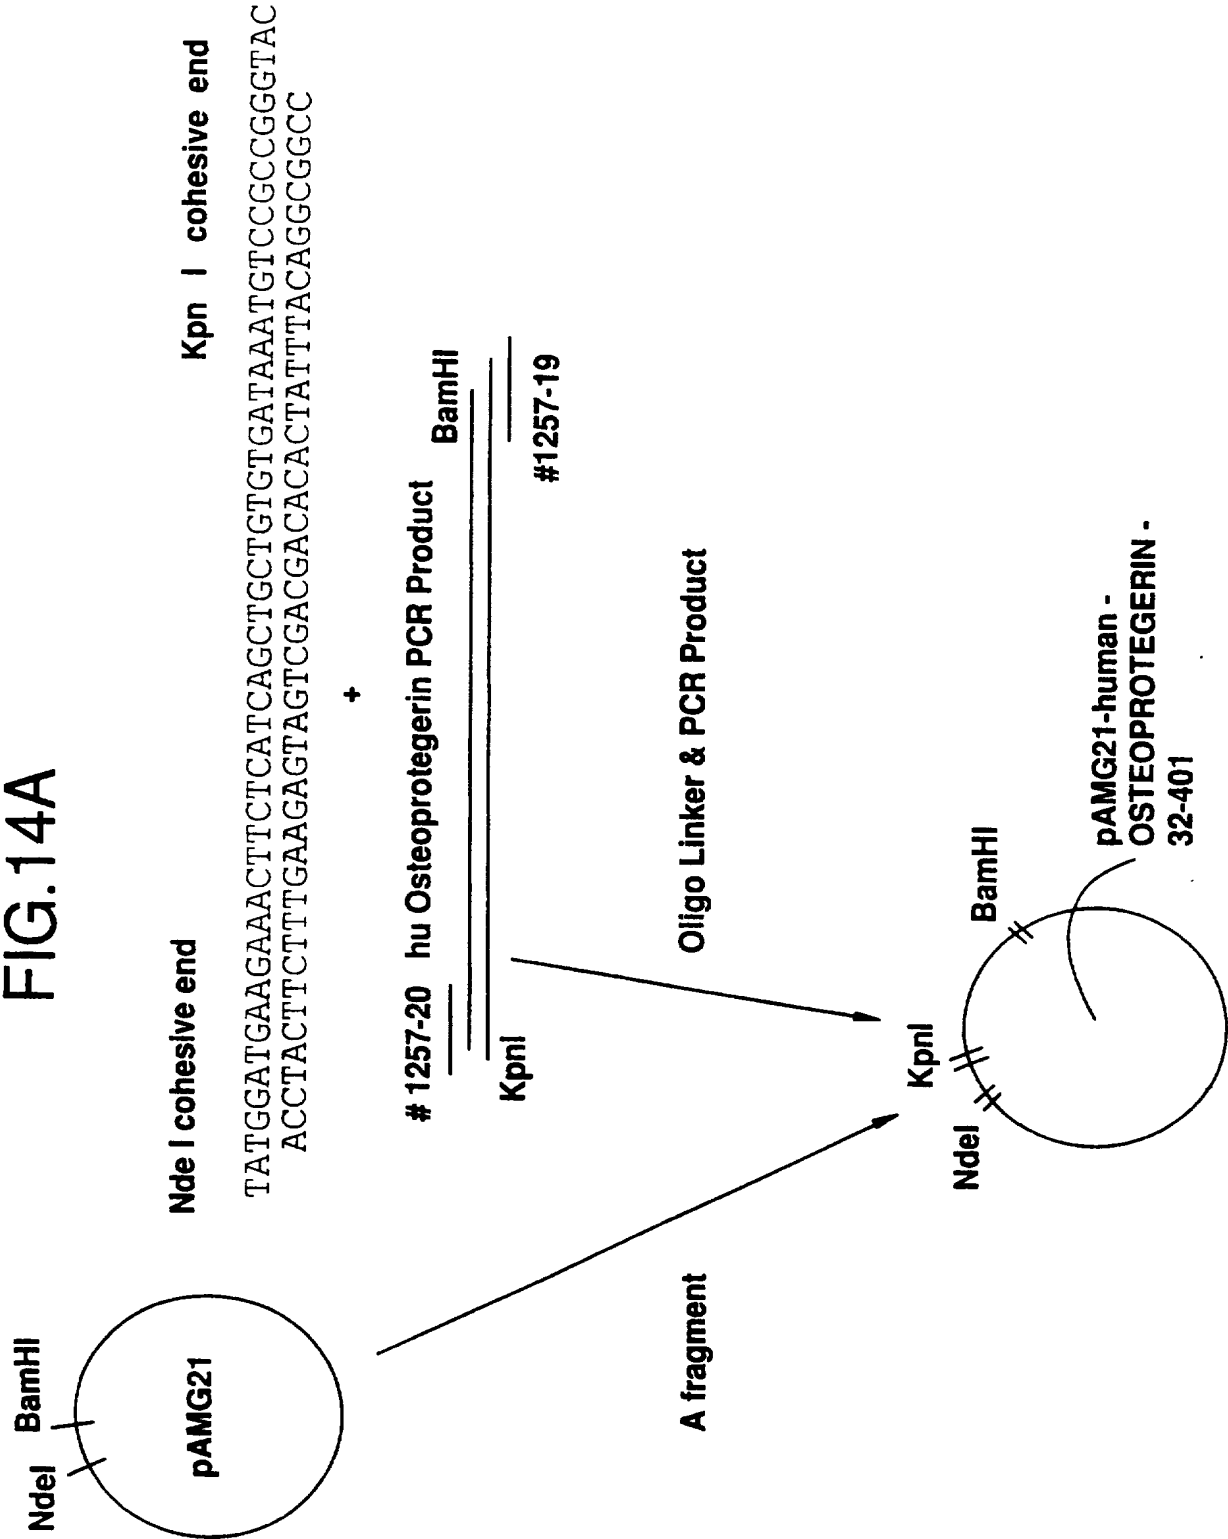 FIG.14A
NdeI
BamHI
pAMG21
Nde I cohesive end
Kpn I cohesive end
TATGGATGAAGAAACTTCTCATCAGCTGCTGTGTGATAAATGTCCGCCGGGTAC
ACCTACTTCTTTGAAGAGTAGTCGACGACACACTATTTACAGGCGGCC
+
# 1257-20 hu Osteoprotegerin PCR Product
BamHI
KpnI
#1257-19
A fragment
Oligo Linker & PCR Product
NdeI
KpnI
BamHI
pAMG21-human -
OSTEOPROTEGERIN -
32-401